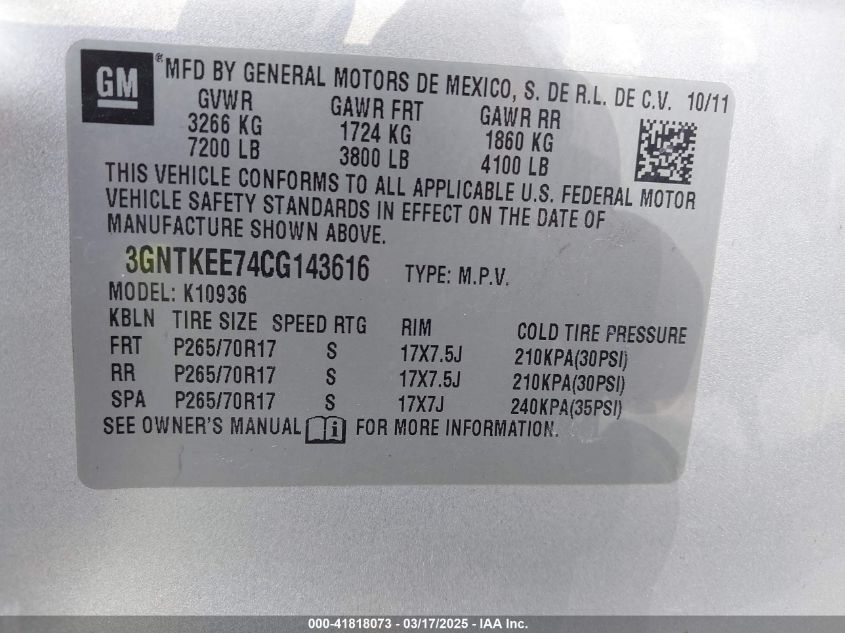 GM
® MFD BY GENERAL MOTORS DE MEXICO, S. DE R.L. DE C.V. 10/11
GVWR GAWR FRT GAWR RR
3266 KG 1724 KG 1860 KG
7200 LB 3800 LB 4100 LB
THIS VEHICLE CONFORMS TO ALL APPLICABLE U.S. FEDERAL MOTOR
VEHICLE SAFETY STANDARDS IN EFFECT ON THE DATE OF
MANUFACTURE SHOWN ABOVE.
3GNTKEE74CG143616 TYPE: M.P.V.
MODEL: K10936
KBLN TIRE SIZE SPEED RTG RIM COLD TIRE PRESSURE
FRT P265/70R17 S 17X7.5J 210KPA(30PSI)
RR P265/70R17 S 17X7.5J 210KPA(30PSI)
SPA P265/70R17 S 17X7J 240KPA(35PSI)
SEE OWNER'S MANUAL i FOR MORE INFORMATION.
000-41818073 - 03/17/2025 - IAA Inc.